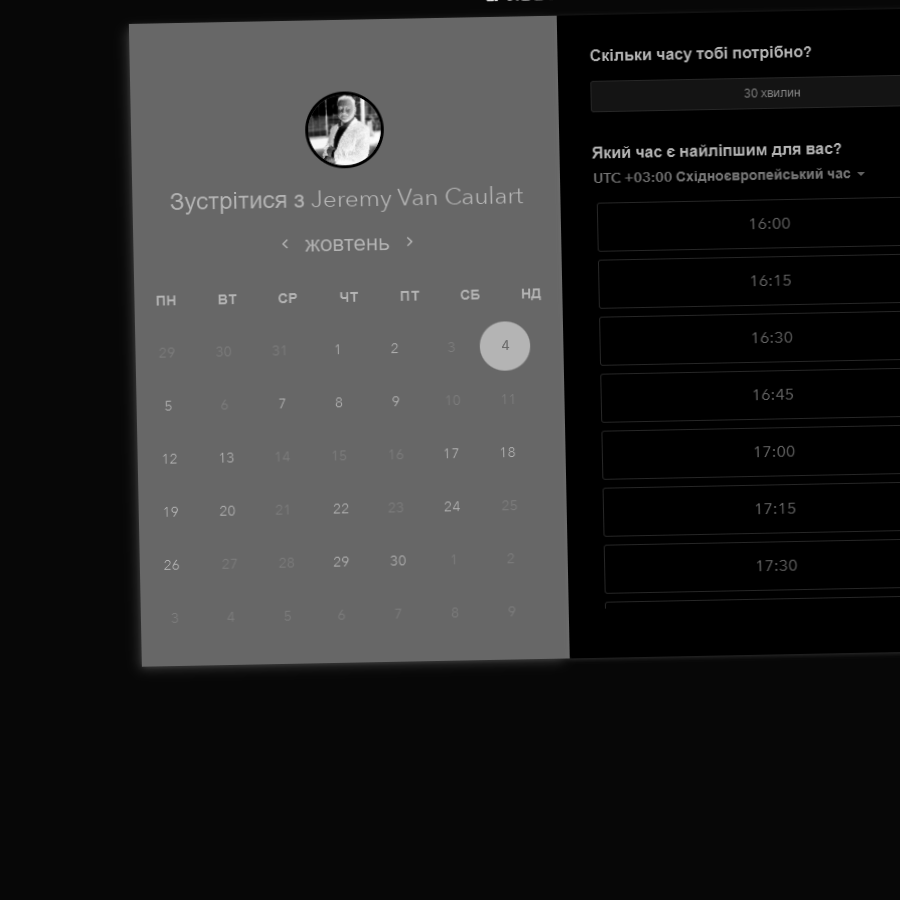 Зустрітися з Jeremy Van Caulart
жовтень
ПН ВТ СР ЧТ ПТ СБ НД
29 30 31 1 2 3 4
5 6 7 8 9 10 11
12 13 14 15 16 17 18
19 20 21 22 23 24 25
26 27 28 29 30 1 2
3 4 5 6 7 8 9
Скільки часу тобі потрібно?
30 хвилин
Який час є найліпшим для вас?
UTC +03:00 Східноєвропейський час
16:00
16:15
16:30
16:45
17:00
17:15
17:30